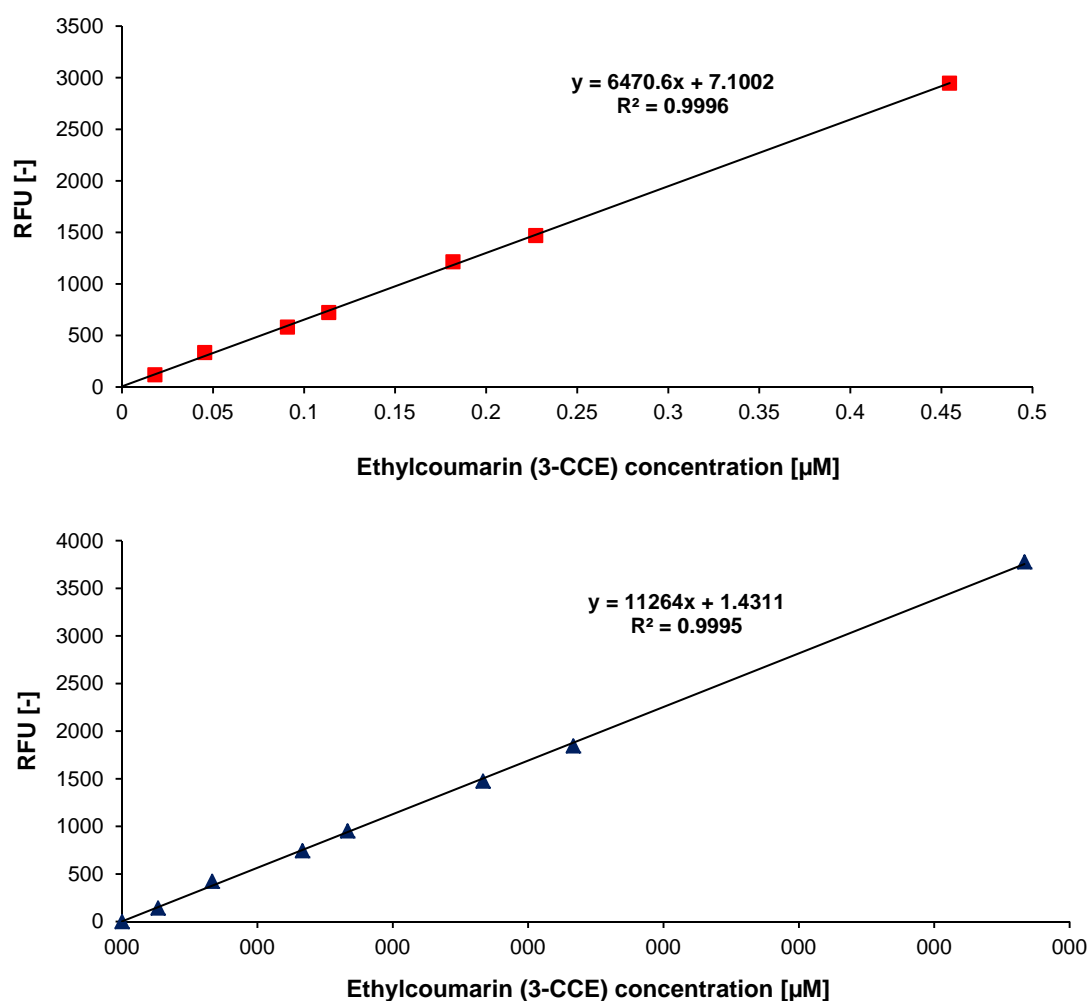 3500
3000
2500
2000
1500
1000
500
0
RFU [-]
y = 6470.6x + 7.1002
R² = 0.9996
0 0.05 0.1 0.15 0.2 0.25 0.3 0.35 0.4 0.45 0.5
Ethylcoumarin (3-CCE) concentration [µM]
4000
3500
3000
2500
2000
1500
1000
500
0
RFU [-]
y = 11264x + 1.4311
R² = 0.9995
000 000 000 000 000 000 000 000
Ethylcoumarin (3-CCE) concentration [µM]